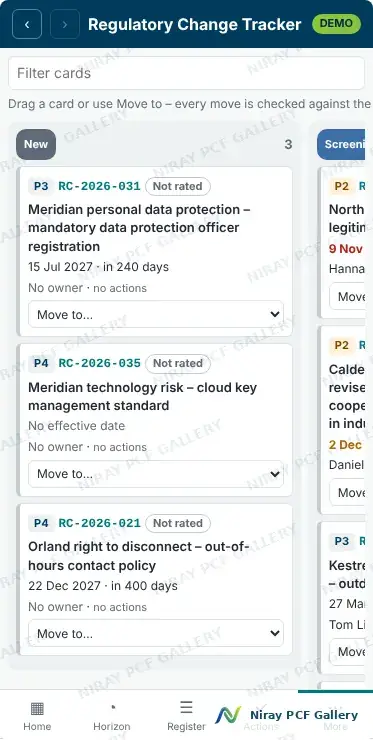 ‹ › Regulatory Change Tracker DEMO
Filter cards
Drag a card or use Move to – every move is checked against the
New 3
P3 RC-2026-031 Not rated
Meridian personal data protection –
mandatory data protection officer
registration
15 Jul 2027 · in 240 days
No owner · no actions
Move to...
P4 RC-2026-035 Not rated
Meridian technology risk – cloud key
management standard
No effective date
No owner · no actions
Move to...
P4 RC-2026-021 Not rated
Orland right to disconnect – out-of-
hours contact policy
22 Dec 2027 · in 400 days
No owner · no actions
Move to...
Screeni
P2 R
North
legitim
9 Nov
Hanna
Move
P2 R
Calde
revise
coope
in indu
2 Dec
Daniel
Move
P3 R
Kestre
– outd
27 Mar
Tom Li
Move
Home
Horizon
Register
Actions
More
Niray PCF Gallery
NIRAY PCF GALLERY